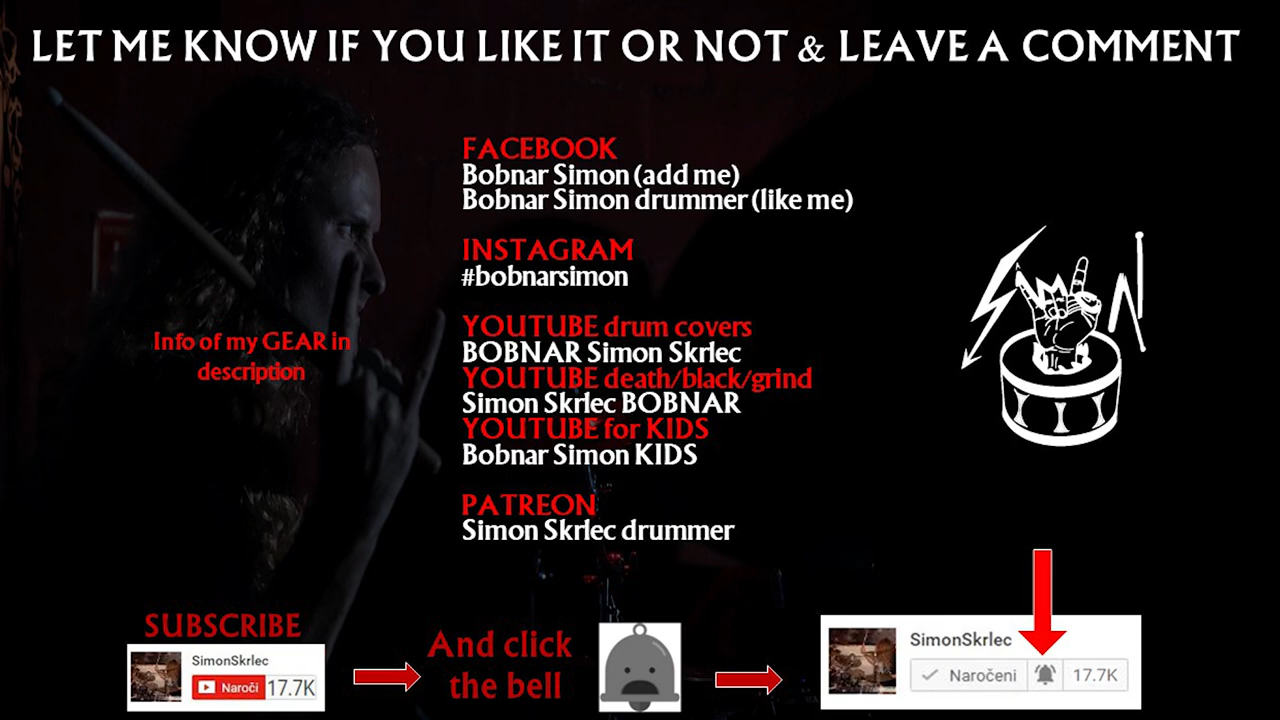 LET ME KNOW IF YOU LIKE IT OR NOT & LEAVE A COMMENT
FACEBOOK
Bobnar Simon (add me)
Bobnar Simon drummer (like me)
INSTAGRAM
#bobnarsimon
YOUTUBE drum covers
BOBNAR Simon Skrlec
YOUTUBE death/black/grind
Simon Skrlec BOBNAR
YOUTUBE for KIDS
Bobnar Simon KIDS
PATREON
Simon Skrlec drummer
Info of my GEAR in
description
SIMON
SUBSCRIBE
SimonSkrlec
Naroči 17.7K
And click
the bell
SimonSkrlec
Naročeni 17.7K